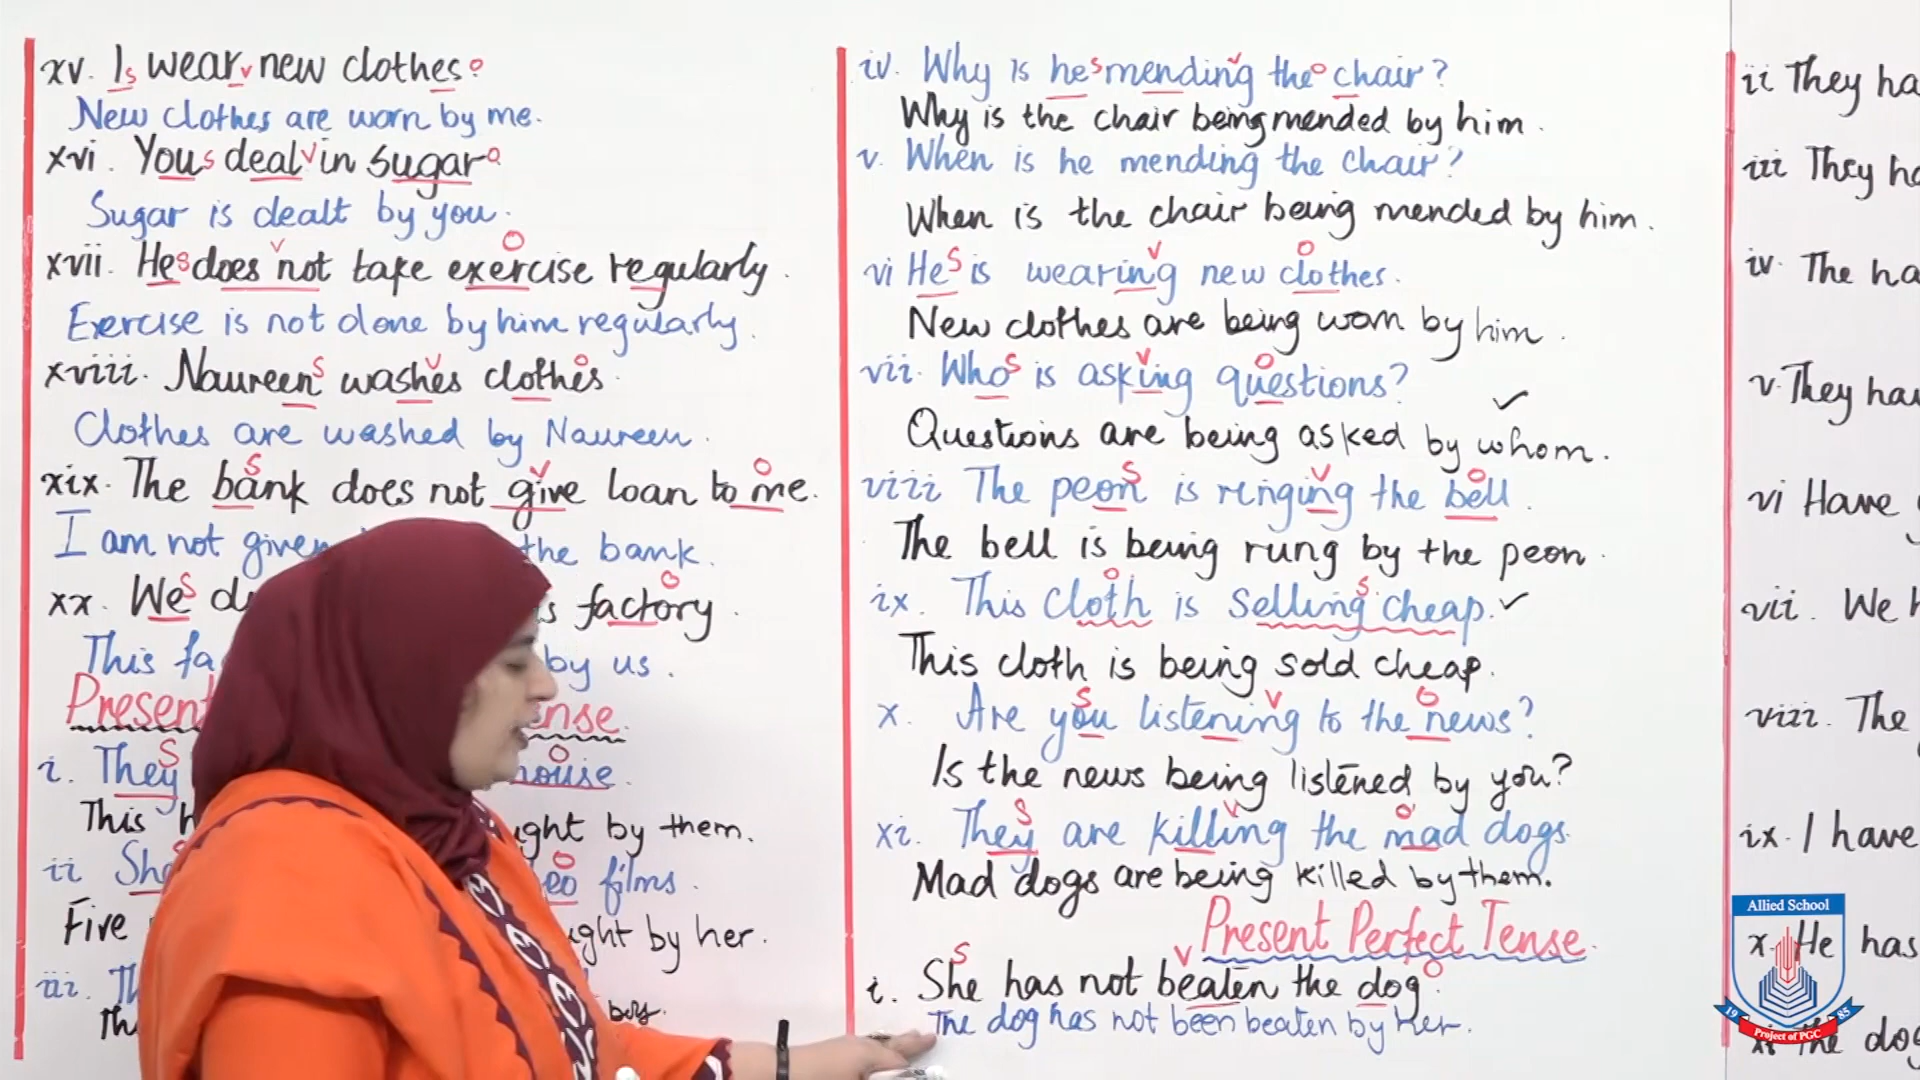 xv. I wear new clothes.
New clothes are worn by me.
xvi. You deal in sugar
Sugar is dealt by you.
xvii. He does not take exercise regularly.
Exercise is not done by him regularly.
xviii. Naureen washes clothes.
Clothes are washed by Naureen.
xix. The bank does not give loan to me.
I am not given the bank.
xx. We factory.
This by us.
Present
i. They house.
This by them.
ii films.
Five by her.
iii.
boy.
iv. Why is he mending the chair?
Why is the chair being mended by him.
v. When is he mending the chair?
When is the chair being mended by him.
vi He is wearing new clothes.
New clothes are being worn by him.
vii. Who is asking questions?
Questions are being asked by whom.
viii The peon is ringing the bell.
The bell is being rung by the peon.
ix. This cloth is selling cheap.
This cloth is being sold cheap.
x. Are you listening to the news?
Is the news being listened by you?
xi. They are killing the mad dogs.
Mad dogs are being killed by them.
Present Perfect Tense.
i. She has not beaten the dog.
The dog has not been beaten by her.
ii They
iii They
iv. The
v. They
vi Have
vii. We
viii. The
ix. I have
x. He has
The
Allied School
19 85
Project of PGC